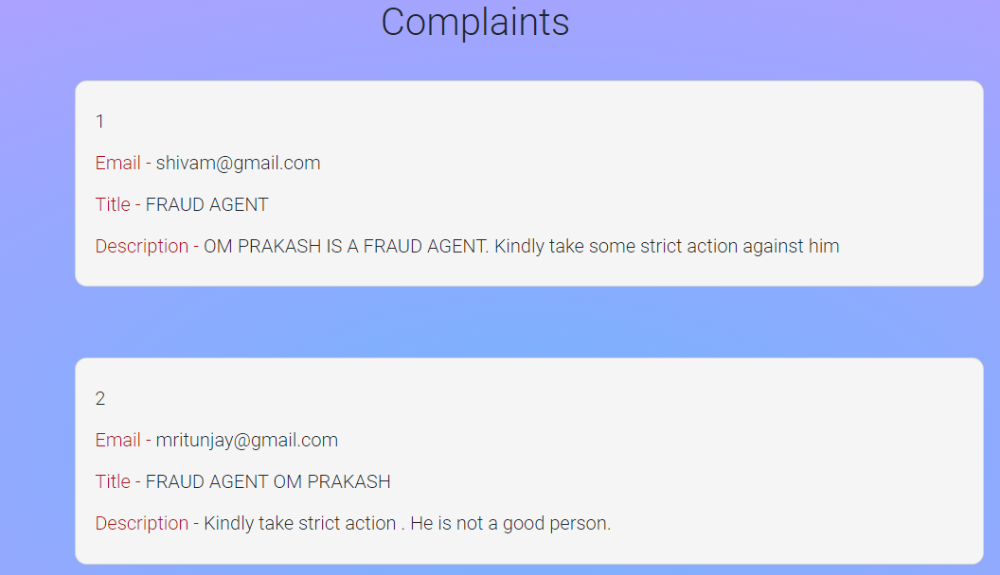 Complaints
1
Email - shivam@gmail.com
Title - FRAUD AGENT
Description - OM PRAKASH IS A FRAUD AGENT. Kindly take some strict action against him
2
Email - mritunjay@gmail.com
Title - FRAUD AGENT OM PRAKASH
Description - Kindly take strict action . He is not a good person.